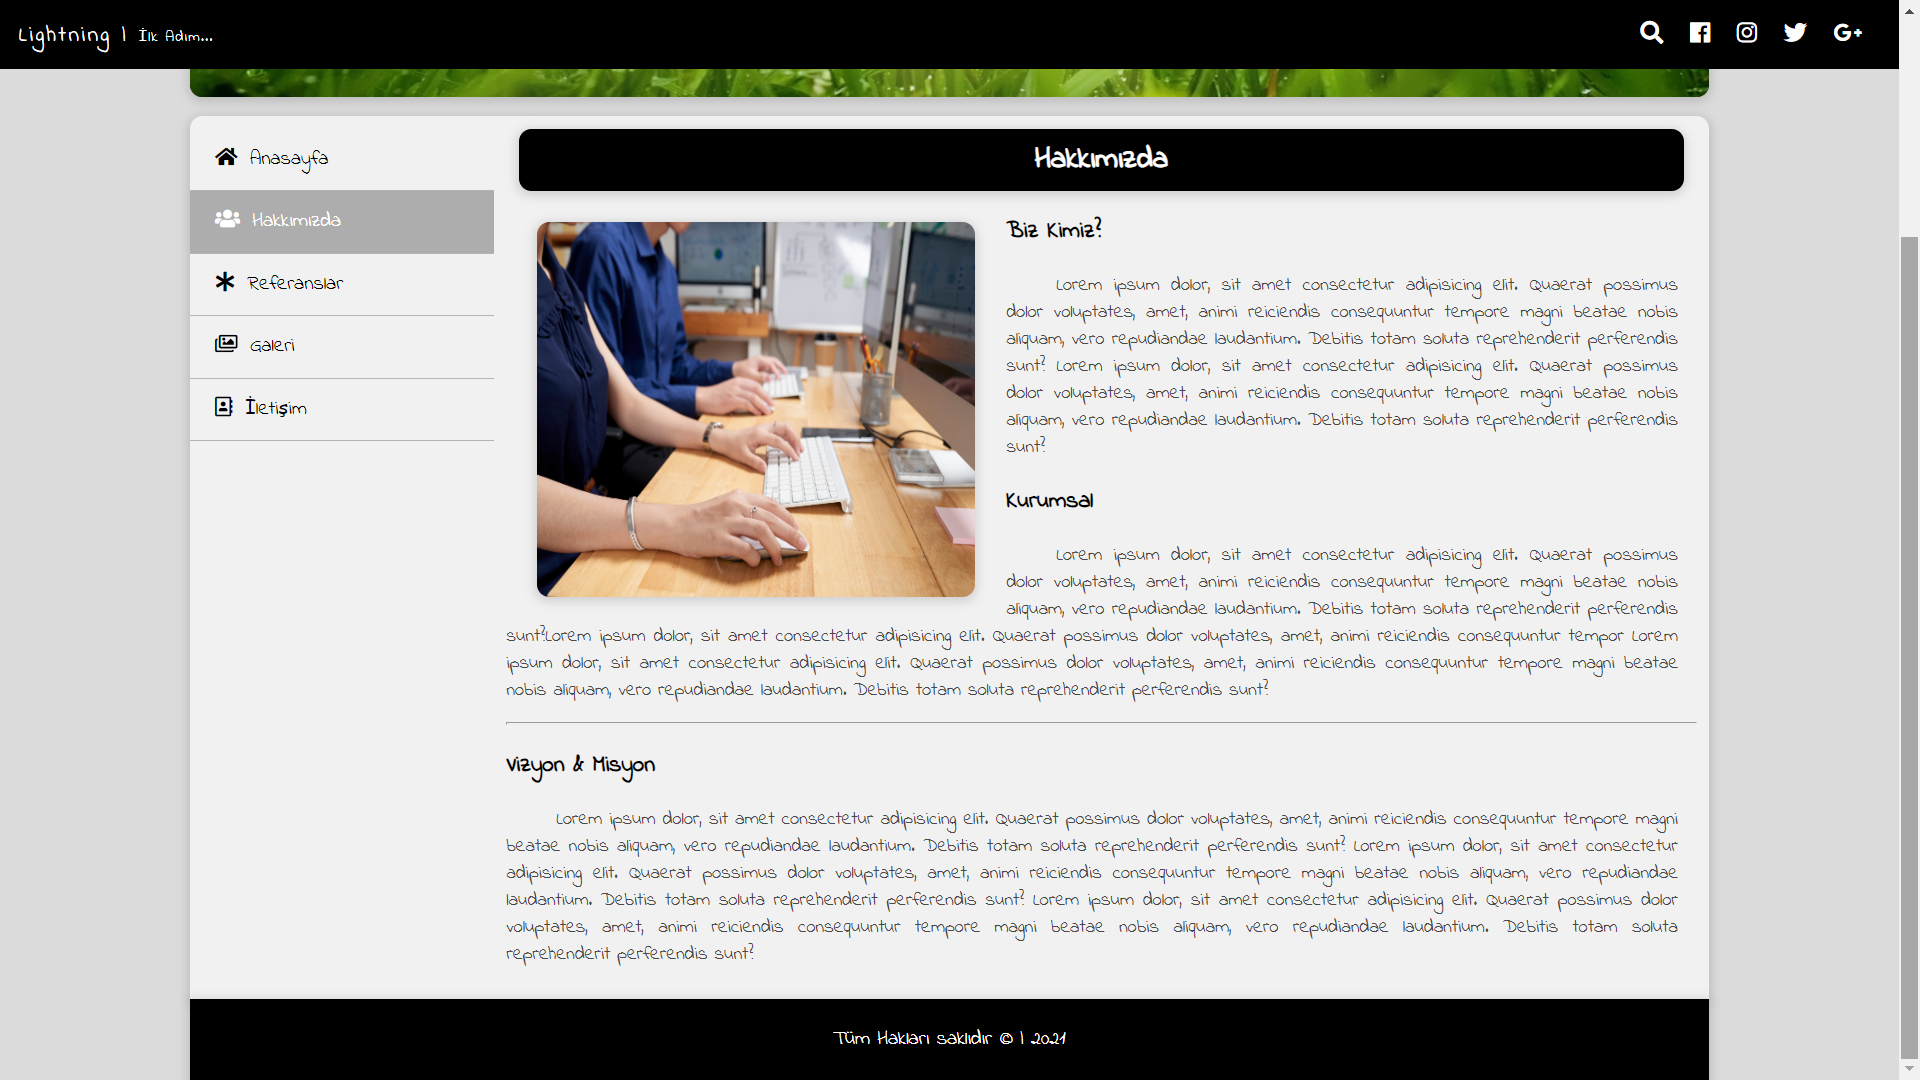 Lightning | İlk Adım...
Anasayfa
Hakkımızda
Referanslar
Galeri
İletişim
Hakkımızda
Biz Kimiz?
Lorem ipsum dolor, sit amet consectetur adipisicing elit. Quaerat possimus
dolor voluptates, amet, animi reiciendis consequuntur tempore magni beatae nobis
aliquam, vero repudiandae laudantium. Debitis totam soluta reprehenderit perferendis
sunt? Lorem ipsum dolor, sit amet consectetur adipisicing elit. Quaerat possimus
dolor voluptates, amet, animi reiciendis consequuntur tempore magni beatae nobis
aliquam, vero repudiandae laudantium. Debitis totam soluta reprehenderit perferendis
sunt?
Kurumsal
Lorem ipsum dolor, sit amet consectetur adipisicing elit. Quaerat possimus
dolor voluptates, amet, animi reiciendis consequuntur tempore magni beatae nobis
aliquam, vero repudiandae laudantium. Debitis totam soluta reprehenderit perferendis
sunt?Lorem ipsum dolor, sit amet consectetur adipisicing elit. Quaerat possimus dolor voluptates, amet, animi reiciendis consequuntur tempor Lorem
ipsum dolor, sit amet consectetur adipisicing elit. Quaerat possimus dolor voluptates, amet, animi reiciendis consequuntur tempore magni beatae
nobis aliquam, vero repudiandae laudantium. Debitis totam soluta reprehenderit perferendis sunt?
Vizyon & Misyon
Lorem ipsum dolor, sit amet consectetur adipisicing elit. Quaerat possimus dolor voluptates, amet, animi reiciendis consequuntur tempore magni
beatae nobis aliquam, vero repudiandae laudantium. Debitis totam soluta reprehenderit perferendis sunt? Lorem ipsum dolor, sit amet consectetur
adipisicing elit. Quaerat possimus dolor voluptates, amet, animi reiciendis consequuntur tempore magni beatae nobis aliquam, vero repudiandae
laudantium. Debitis totam soluta reprehenderit perferendis sunt? Lorem ipsum dolor, sit amet consectetur adipisicing elit. Quaerat possimus dolor
voluptates, amet, animi reiciendis consequuntur tempore magni beatae nobis aliquam, vero repudiandae laudantium. Debitis totam soluta
reprehenderit perferendis sunt?
Tüm Hakları saklıdır © | 2021